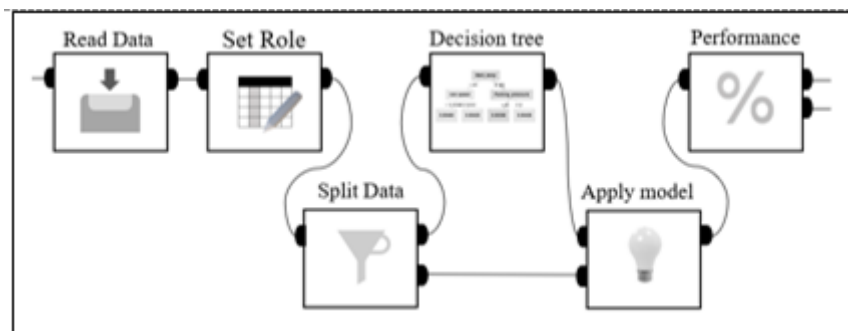 Read Data
Set Role
Decision tree
Performance
%
Split Data
Apply model